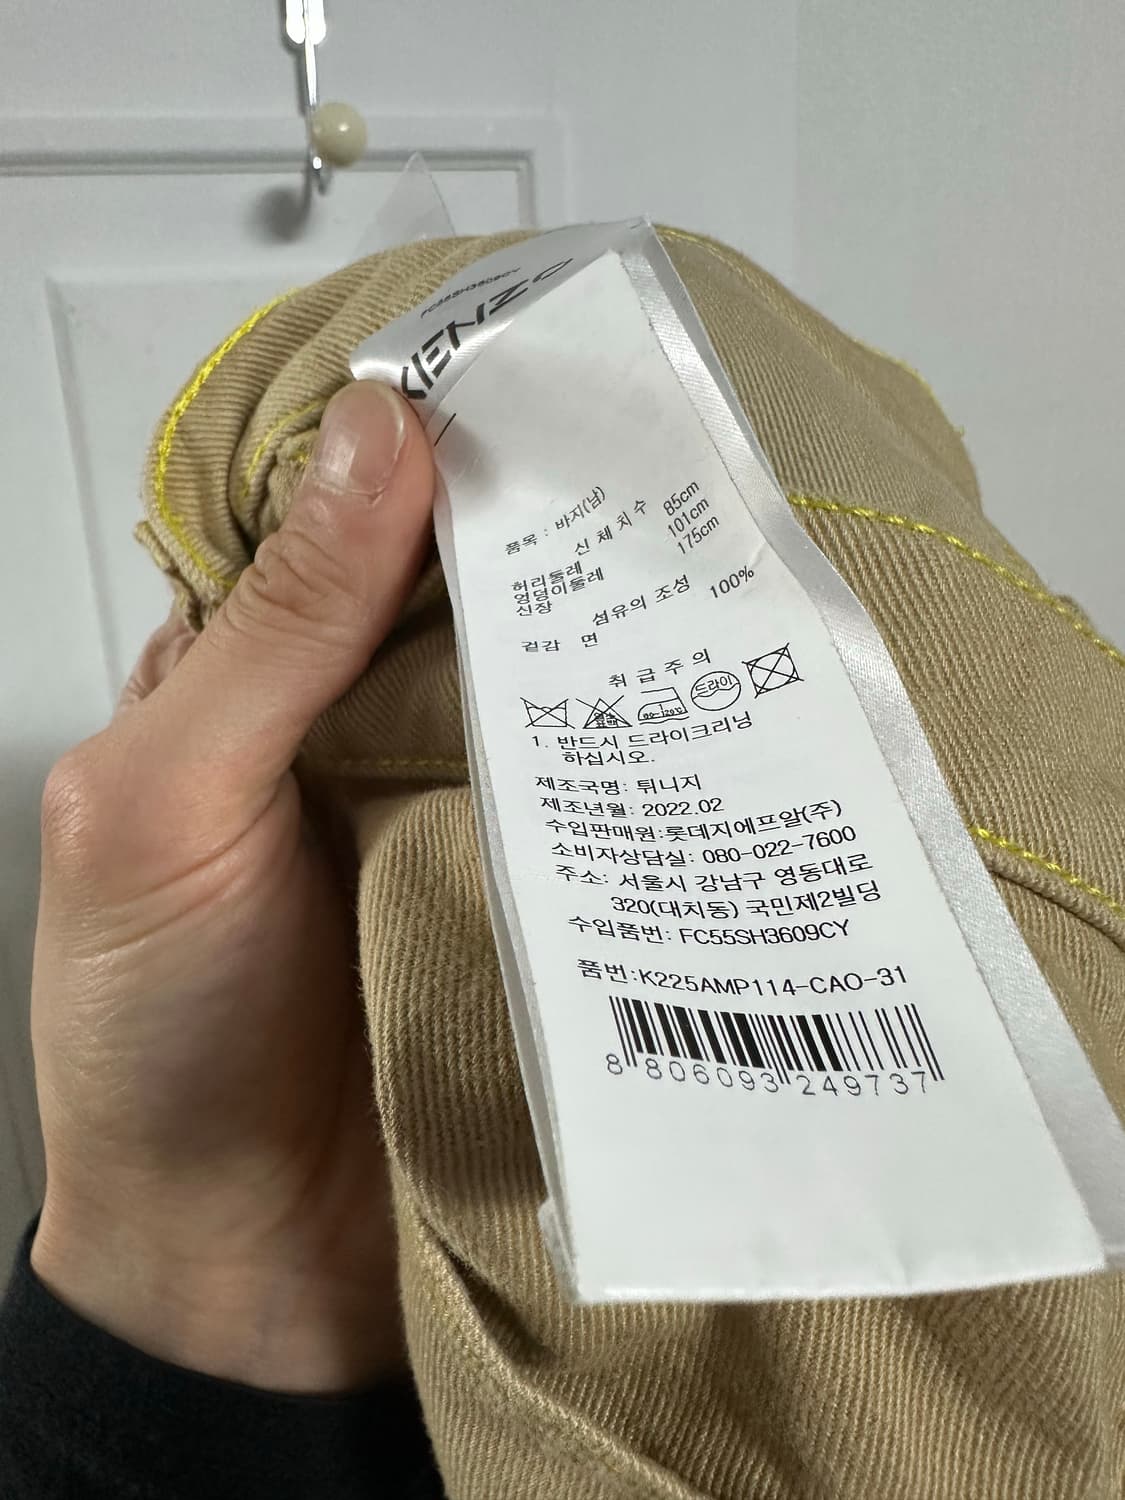 KENZO
FC55SH3609CY
품목 : 바지(남)
신 체 치 수
허리둘레 85cm
엉덩이둘레 101cm
신장 175cm
섬유의 조성
겉감 면 100%
취 급 주 의
드라이
1. 반드시 드라이크리닝
하십시오.
제조국명: 튀니지
제조년월: 2022.02
수입판매원:롯데지에프알(주)
소비자상담실: 080-022-7600
주소: 서울시 강남구 영동대로
320(대치동) 국민제2빌딩
수입품번: FC55SH3609CY
품번:K225AMP114-CAO-31
8 806093 249737